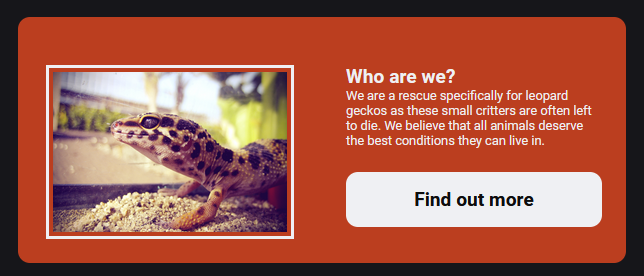 Who are we?
We are a rescue specifically for leopard
geckos as these small critters are often left
to die. We believe that all animals deserve
the best conditions they can live in.
Find out more